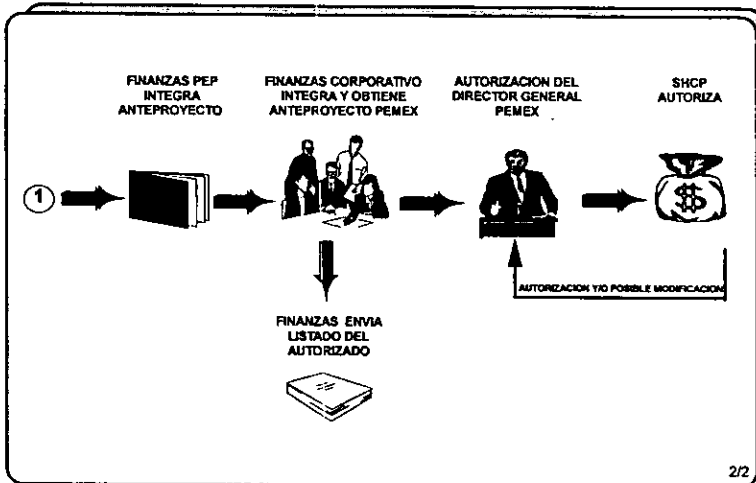 FINANZAS PEP
INTEGRA
ANTEPROYECTO
FINANZAS CORPORATIVO
INTEGRA Y OBTIENE
ANTEPROYECTO PEMEX
AUTORIZACION DEL
DIRECTOR GENERAL
PEMEX
SHCP
AUTORIZA
1
$
AUTORIZACION Y/O POSIBLE MODIFICACION
FINANZAS ENVIA
LISTADO DEL
AUTORIZADO
2/2